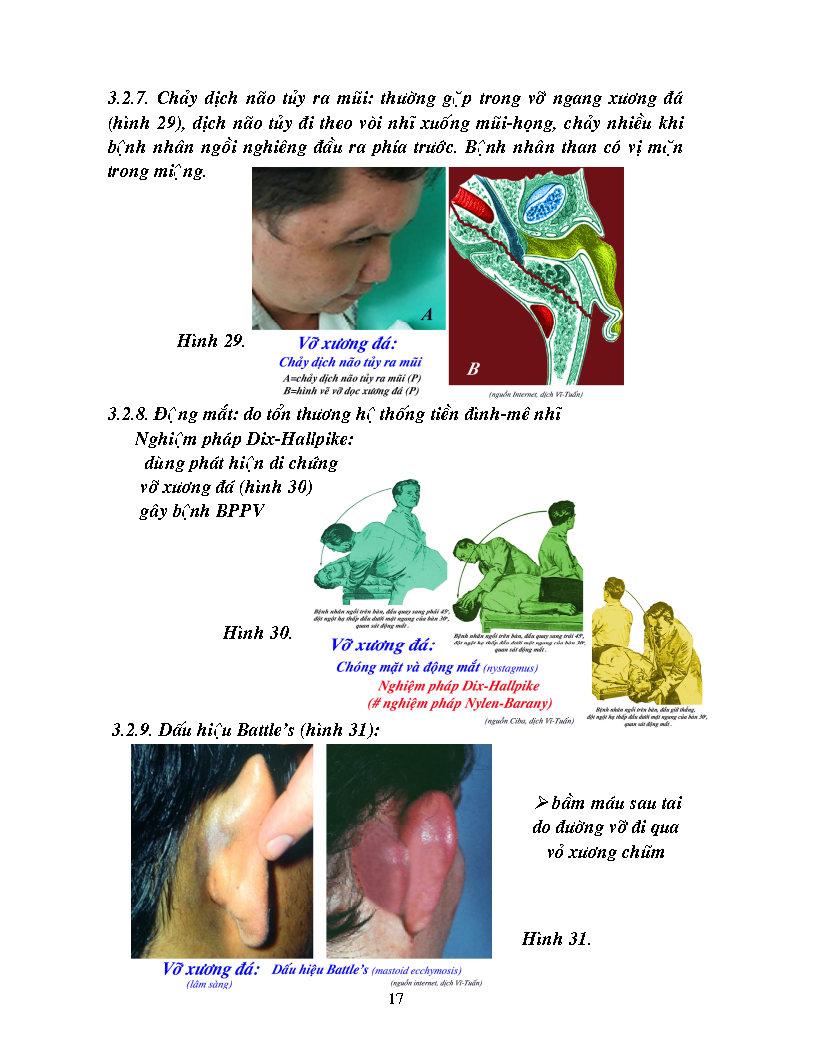 3.2.7. Chảy dịch não tủy ra mũi: thường gặp trong vỡ ngang xương đá
(hình 29), dịch não tủy đi theo vòi nhĩ xuống mũi-họng, chảy nhiều khi
bệnh nhân ngồi nghiêng đầu ra phía trước. Bệnh nhân than có vị mặn
trong miệng.
A
B
Hình 29.
Vỡ xương đá:
Chảy dịch não tủy ra mũi
A=chảy dịch não tủy ra mũi (P)
B=hình vẽ vỡ dọc xương đá (P)
(nguồn Internet, dịch Vĩ-Tuấn)
3.2.8. Động mắt: do tổn thương hệ thống tiền đình-mê nhĩ
Nghiệm pháp Dix-Hallpike:
dùng phát hiện di chứng
vỡ xương đá (hình 30)
gây bệnh BPPV
Bệnh nhân ngồi trên bàn, đầu quay sang phải 45º,
đột ngột hạ thấp đầu dưới mặt ngang của bàn 30º,
quan sát động mắt .
Hình 30.
Bệnh nhân ngồi trên bàn, đầu quay sang trái 45º,
đột ngột hạ thấp đầu dưới mặt ngang của bàn 30º,
quan sát động mắt .
Vỡ xương đá:
Chóng mặt và động mắt (nystagmus)
Nghiệm pháp Dix-Hallpike
(# nghiệm pháp Nylen-Barany)
(nguồn Ciba, dịch Vĩ-Tuấn)
Bệnh nhân ngồi trên bàn, đầu giữ thẳng,
đột ngột hạ thấp đầu dưới mặt ngang của bàn 30º,
quan sát động mắt .
3.2.9. Dấu hiệu Battle’s (hình 31):
➢ bầm máu sau tai
do đường vỡ đi qua
vỏ xương chũm
Hình 31.
Vỡ xương đá: Dấu hiệu Battle’s (mastoid ecchymosis)
(lâm sàng)
(nguồn internet, dịch Vĩ-Tuấn)
17